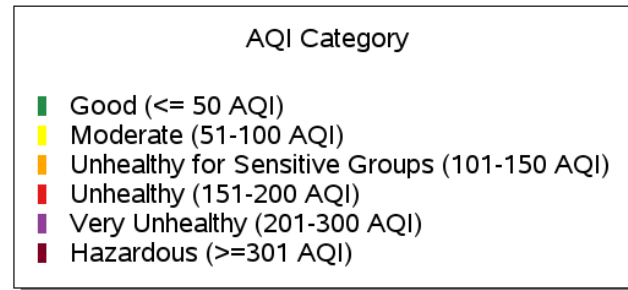 AQI Category
Good (<= 50 AQI)
Moderate (51-100 AQI)
Unhealthy for Sensitive Groups (101-150 AQI)
Unhealthy (151-200 AQI)
Very Unhealthy (201-300 AQI)
Hazardous (>=301 AQI)